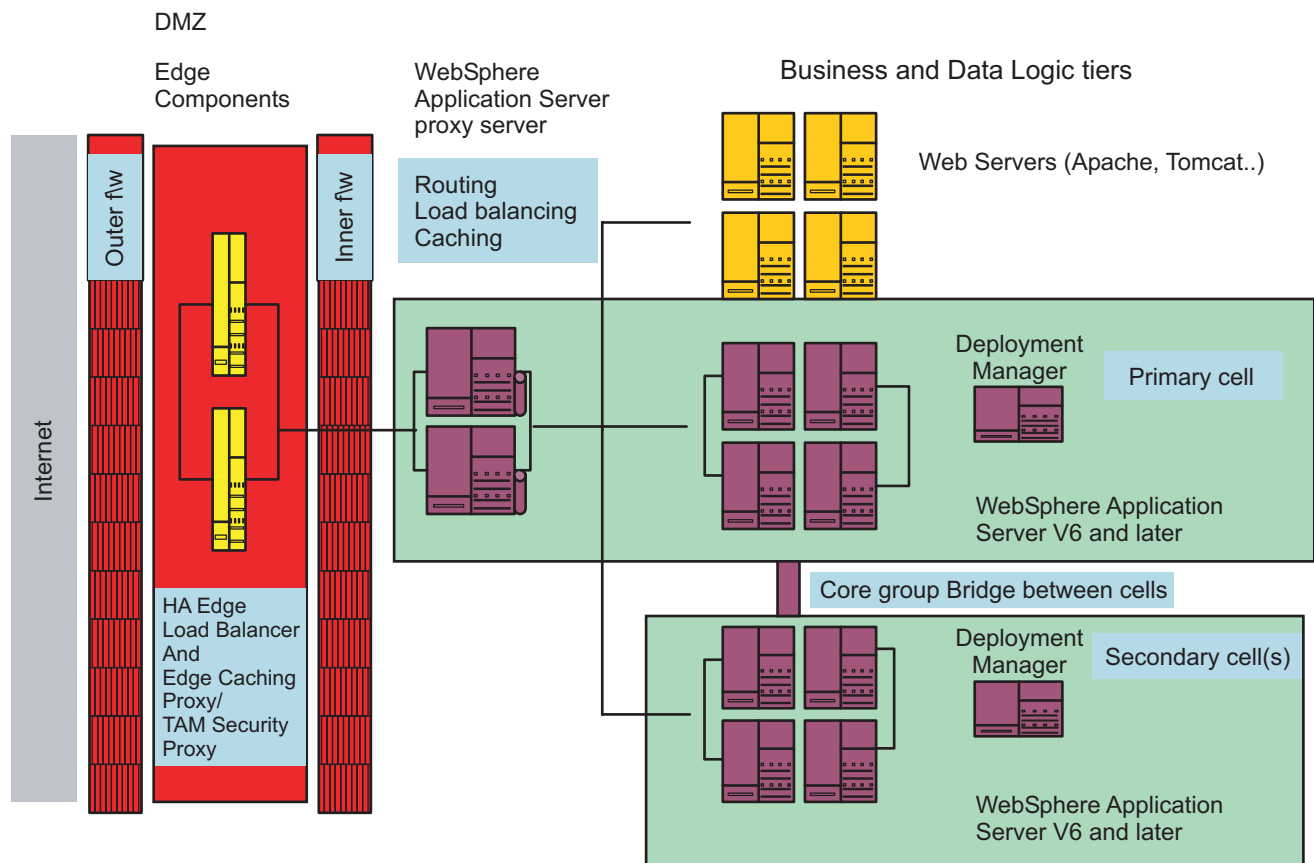 DMZ
Edge
Components
WebSphere
Application Server
proxy server
Business and Data Logic tiers
Internet
Outer f\w
Inner f\w
Routing
Load balancing
Caching
Web Servers (Apache, Tomcat..)
Deployment
Manager
Primary cell
WebSphere Application
Server V6 and later
HA Edge
Load Balancer
And
Edge Caching
Proxy/
TAM Security
Proxy
Core group Bridge between cells
Deployment
Manager
Secondary cell(s)
WebSphere Application
Server V6 and later